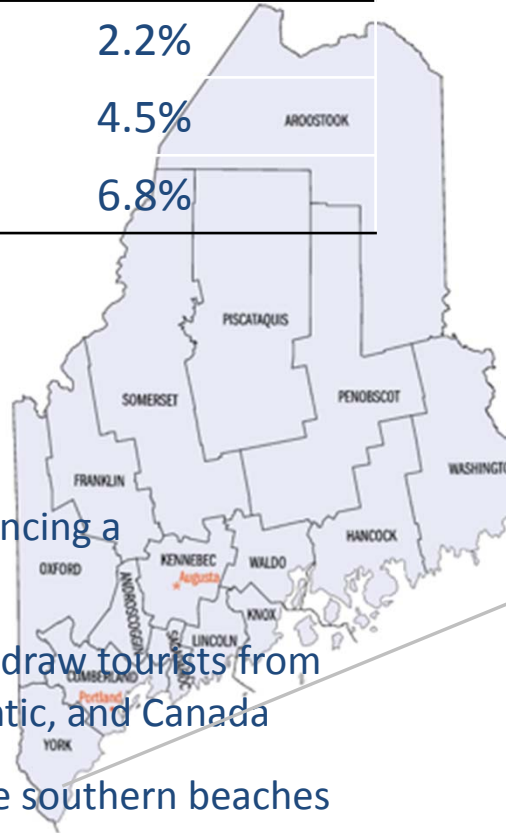 2.2%
4.5%
AROOSTOOK
6.8%
PISCATAQUIS
SOMERSET
PENOBSCOT
WASHINGTO
FRANKLIN
ncing a
HANCOCK
OXFORD
KENNEBEC
WALDO
Augusta
ANDROSCOGGIN
KNOX
LINCOLN
draw tourists from
CUMBERLAND
Portland
ntic, and Canada
YORK
e southern beaches